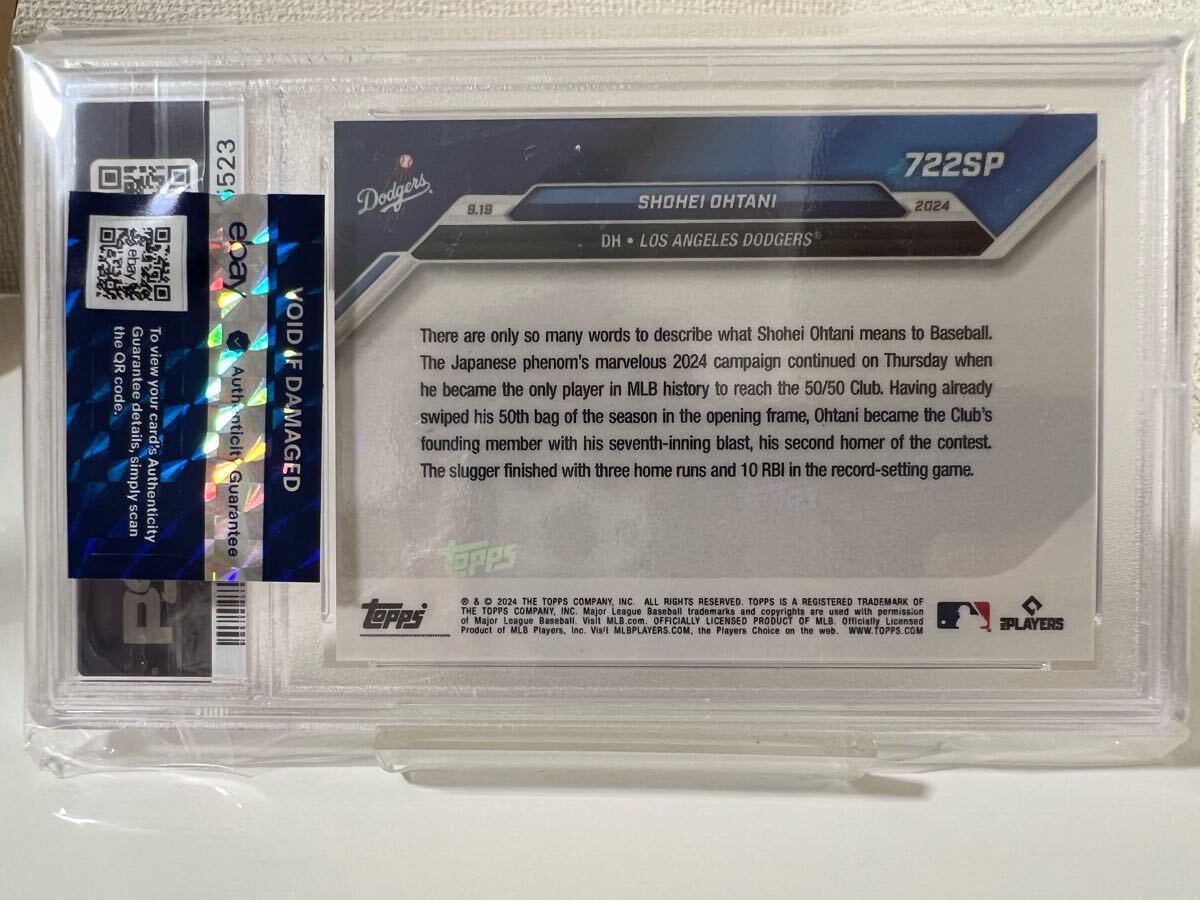 Dodgers
722SP
9.19
SHOHEI OHTANI
2024
DH • LOS ANGELES DODGERS®
There are only so many words to describe what Shohei Ohtani means to Baseball.
The Japanese phenom's marvelous 2024 campaign continued on Thursday when
he became the only player in MLB history to reach the 50/50 Club. Having already
swiped his 50th bag of the season in the opening frame, Ohtani became the Club's
founding member with his seventh-inning blast, his second homer of the contest.
The slugger finished with three home runs and 10 RBI in the record-setting game.
topps
topps
® & © 2024 THE TOPPS COMPANY, INC. ALL RIGHTS RESERVED. TOPPS IS A REGISTERED TRADEMARK OF
THE TOPPS COMPANY, INC. Major League Baseball trademarks and copyrights are used with permission
of Major League Baseball. Visit MLB.com. OFFICIALLY LICENSED PRODUCT OF MLB. Officially Licensed
Product of MLB Players, Inc. Visit MLBPLAYERS.COM, the Players Choice on the web. WWW.TOPPS.COM
PLAYERS
523
VOID IF DAMAGED
ebay
Authenticity Guarantee
ebay
To view your card's Authenticity
Guarantee details, simply scan
the QR code.